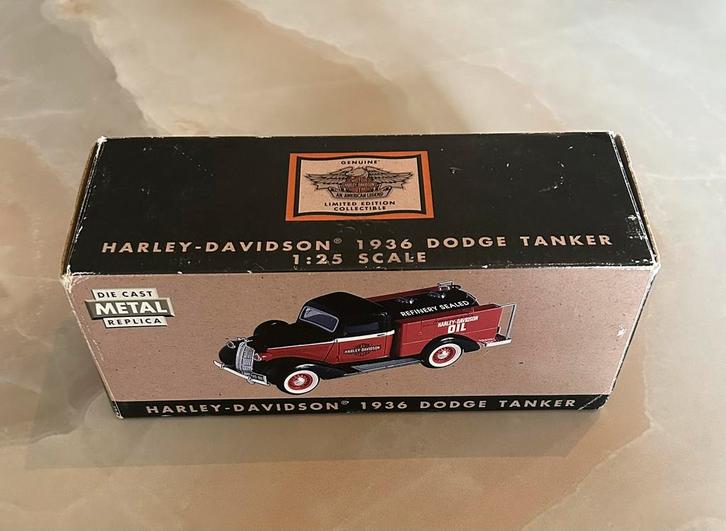 GENUINE
HARLEY-DAVIDSON
AN AMERICAN LEGEND
LIMITED EDITION
COLLECTIBLE
HARLEY-DAVIDSON® 1936 DODGE TANKER
1:25 SCALE
DIE CAST
METAL
REPLICA
REFINERY SEALED
HARLEY-DAVIDSON
OIL
HARLEY-DAVIDSON
HARLEY-DAVIDSON® 1936 DODGE TANKER